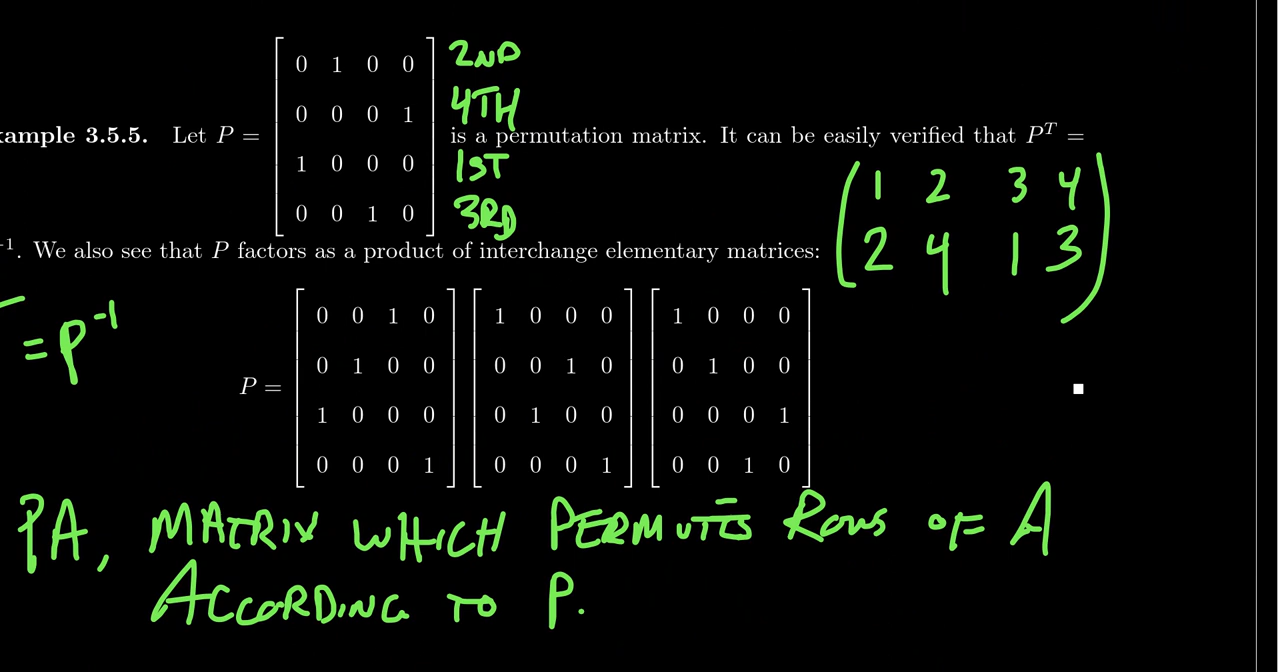 0 1 0 0 2ND
0 0 0 1 4TH
ample 3.5.5. Let P = is a permutation matrix. It can be easily verified that Pᵀ =
1 0 0 0 1ST
0 0 1 0 3RD
1 2 3 4
2 4 1 3
⁻¹. We also see that P factors as a product of interchange elementary matrices:
= P⁻¹
0 0 1 0 1 0 0 0 1 0 0 0
0 1 0 0 0 0 1 0 0 1 0 0
P =
1 0 0 0 0 1 0 0 0 0 0 1
0 0 0 1 0 0 0 1 0 0 1 0
PA, MATRIX WHICH PERMUTES ROWS OF A
ACCORDING TO P.